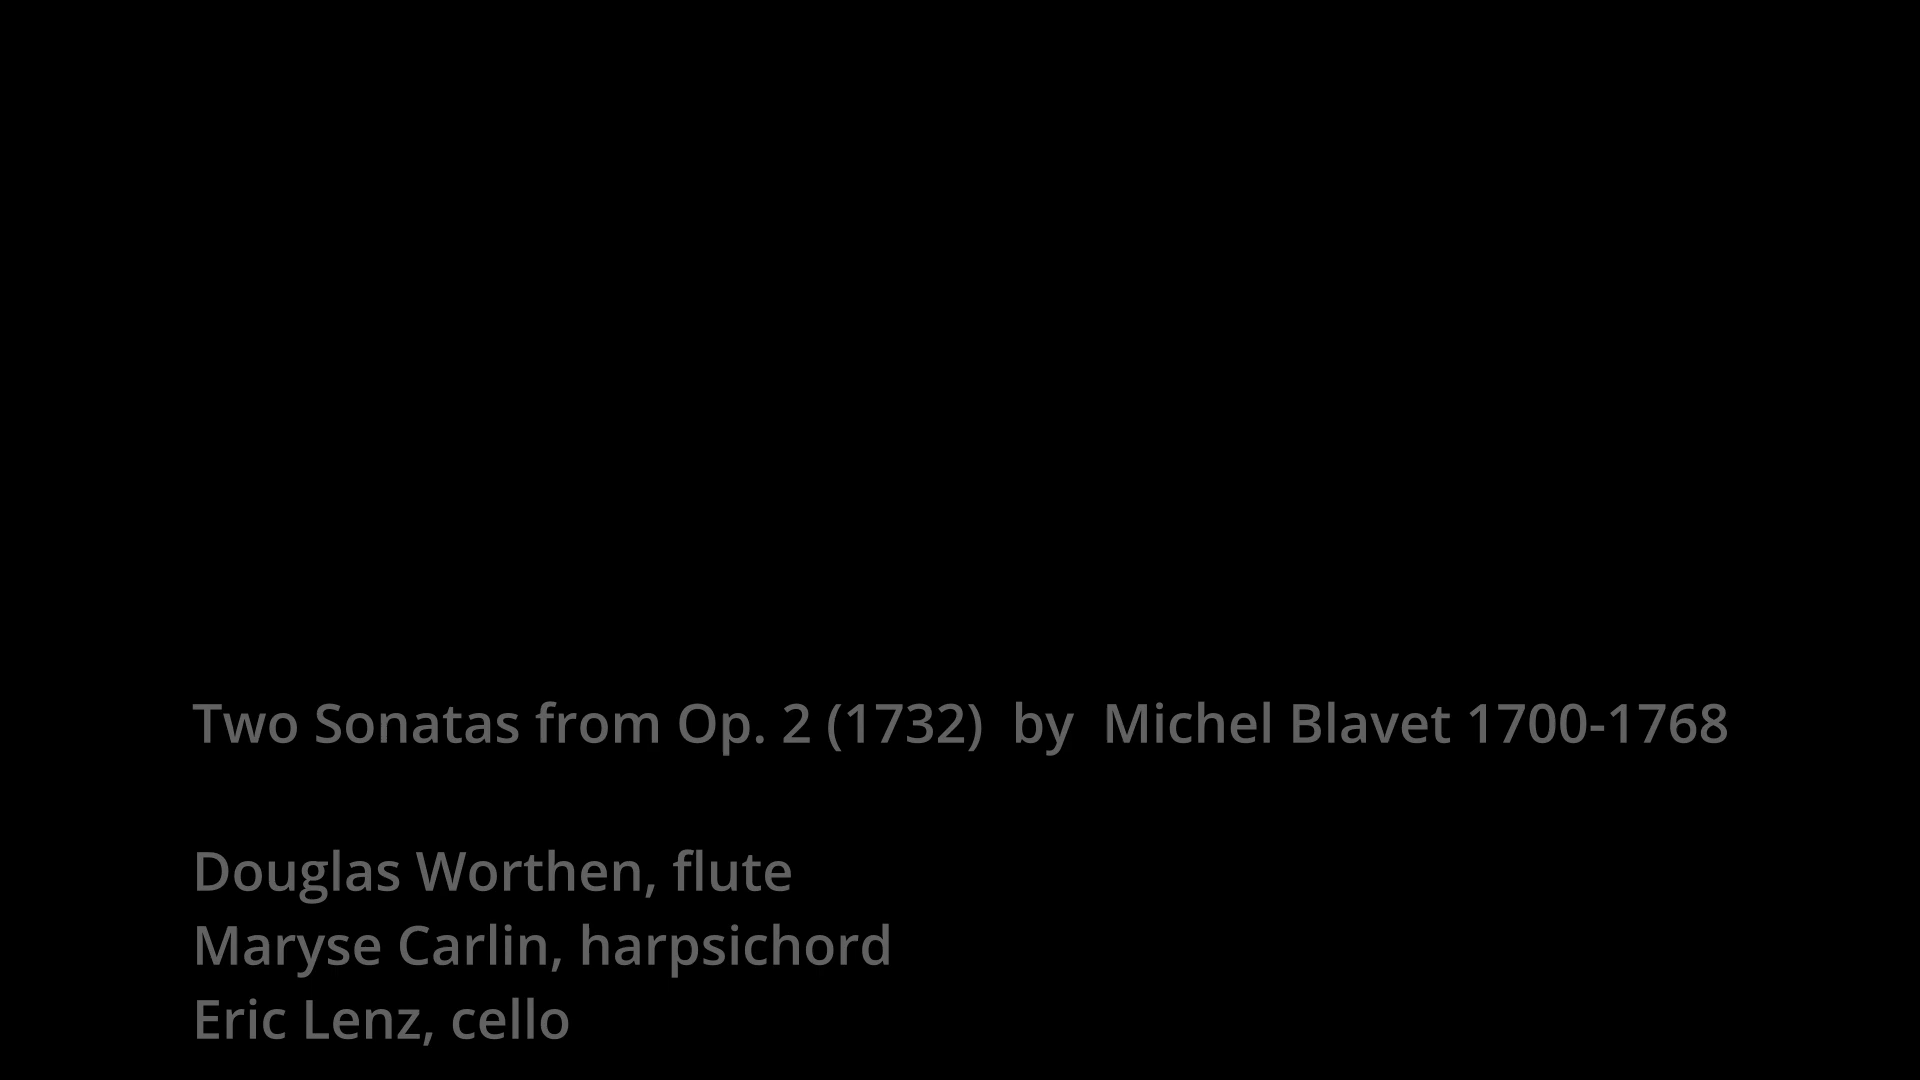 Two Sonatas from Op. 2 (1732)  by  Michel Blavet 1700-1768
Douglas Worthen, flute
Maryse Carlin, harpsichord
Eric Lenz, cello